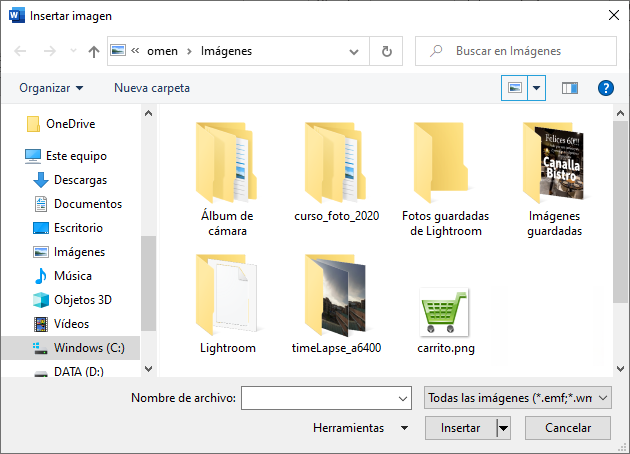 Insertar imagen
« omen > Imágenes
Buscar en Imágenes
Organizar
Nueva carpeta
OneDrive
Este equipo
Descargas
Documentos
Escritorio
Imágenes
Música
Objetos 3D
Vídeos
Windows (C:)
DATA (D:)
Felices 60!!!
Canalla
Bistro
Álbum de
cámara
curso_foto_2020
Fotos guardadas
de Lightroom
Imágenes
guardadas
Lightroom
timeLapse_a6400
carrito.png
Nombre de archivo:
Todas las imágenes (*.emf;*.wm
Herramientas
Insertar
Cancelar